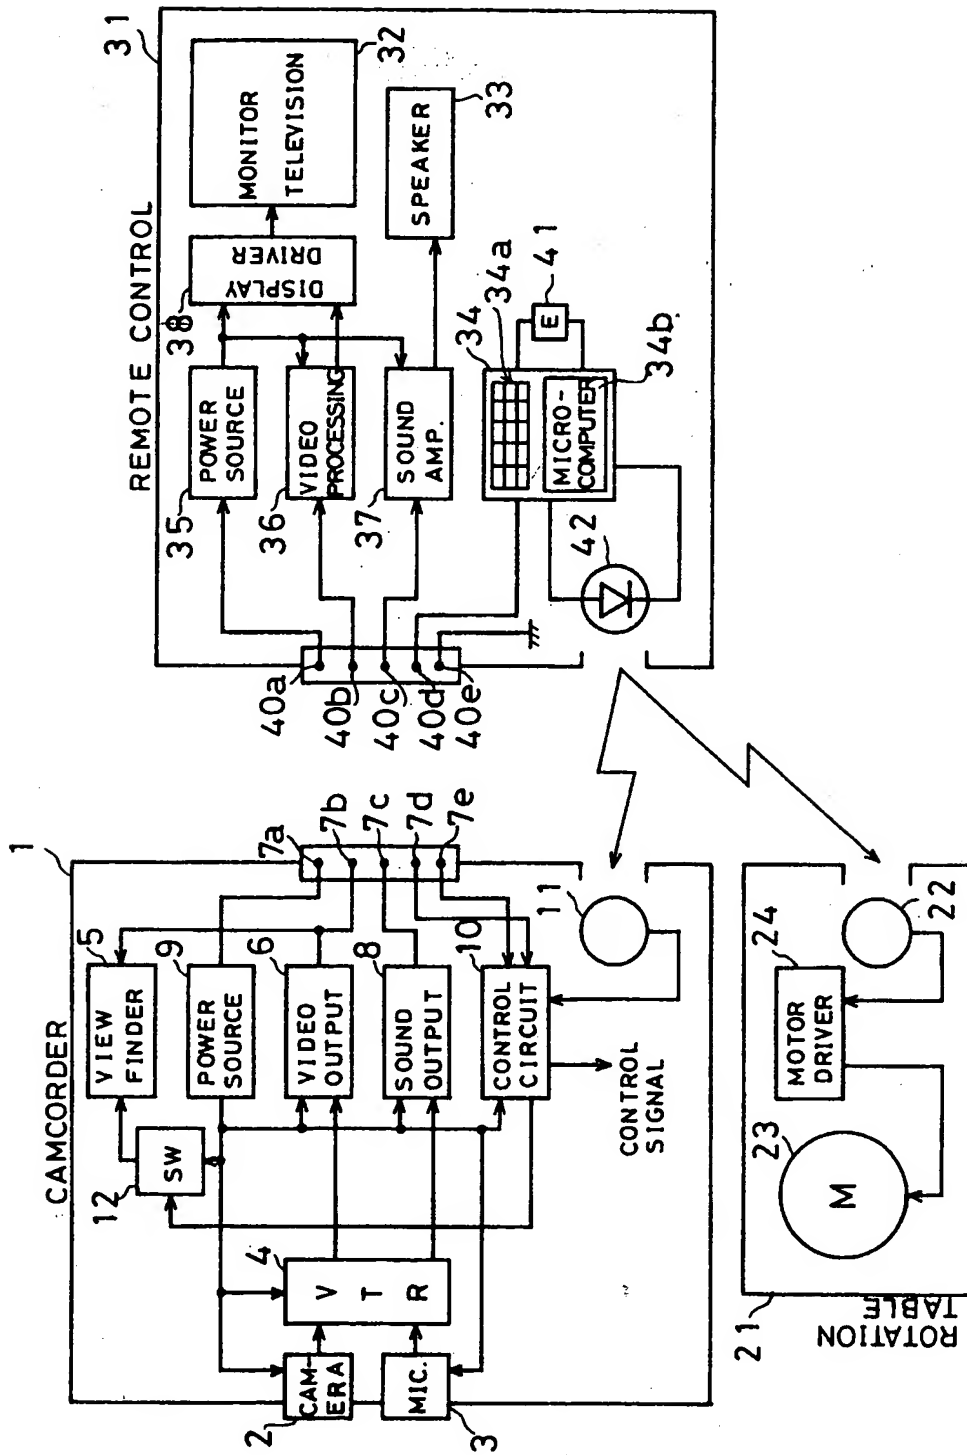 CAMCORDER
1
12
SW
5
VIEW
FINDER
9
POWER
SOURCE
6
VIDEO
OUTPUT
8
SOUND
OUTPUT
10
CONTROL
CIRCUIT
CONTROL
SIGNAL
4
V T R
2
CAM-
ERA
3
MIC.
7a
7b
7c
7d
7e
11
REMOTE CONTROL
31
35
POWER
SOURCE
36
VIDEO
PROCESSING
37
SOUND
AMP.
38
DISPLAY
DRIVER
MONITOR
TELEVISION
32
SPEAKER
33
34
34a
E
41
MICRO-
COMPUTER
34b
42
40a
40b
40c
40d
40e
21
ROTATION
TABLE
23
M
24
MOTOR
DRIVER
22